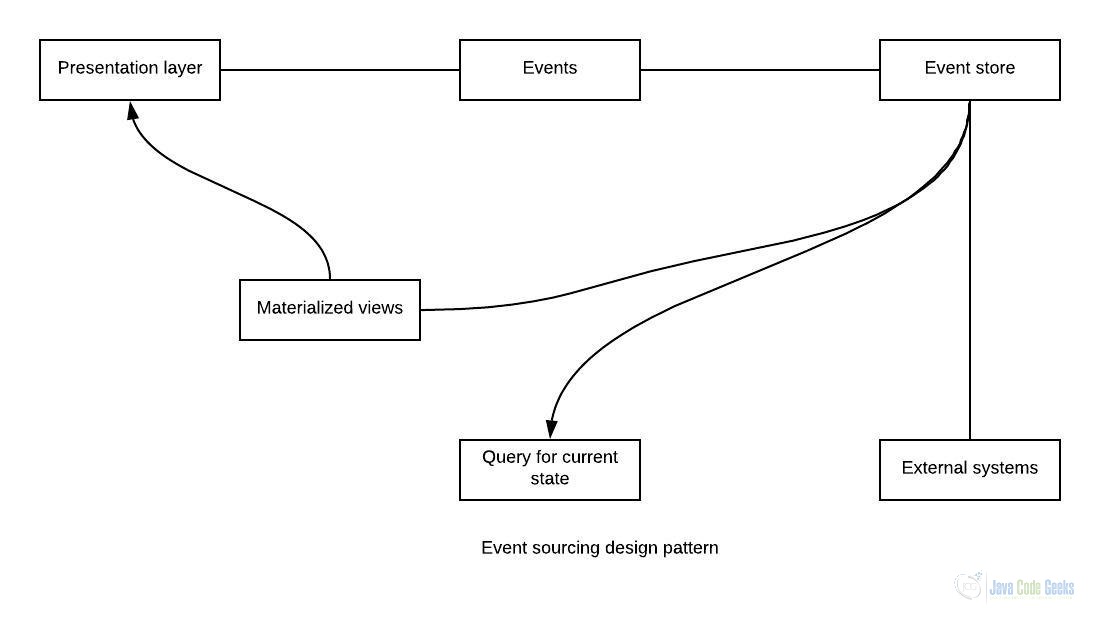 Presentation layer
Events
Event store
Materialized views
Query for current
state
External systems
Event sourcing design pattern
Java Code Geeks